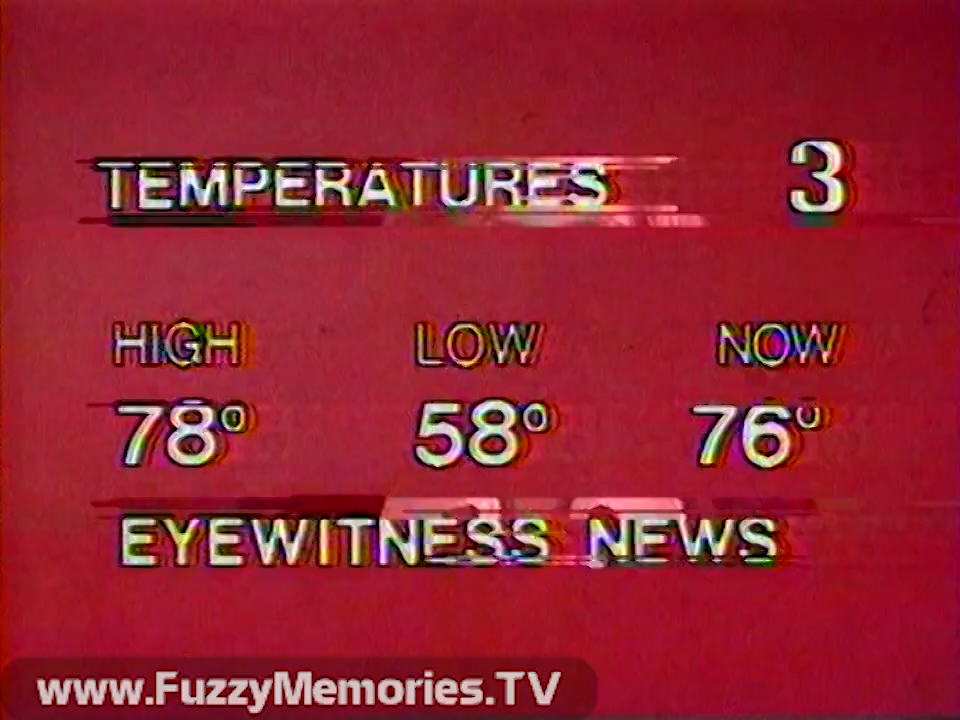 TEMPERATURES 3
HIGH LOW NOW
78° 58° 76°
EYEWITNESS NEWS
www.FuzzyMemories.TV